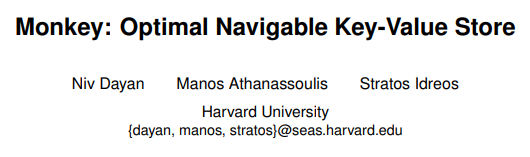 Monkey: Optimal Navigable Key-Value Store
Niv Dayan Manos Athanassoulis Stratos Idreos
Harvard University
{dayan, manos, stratos}@seas.harvard.edu